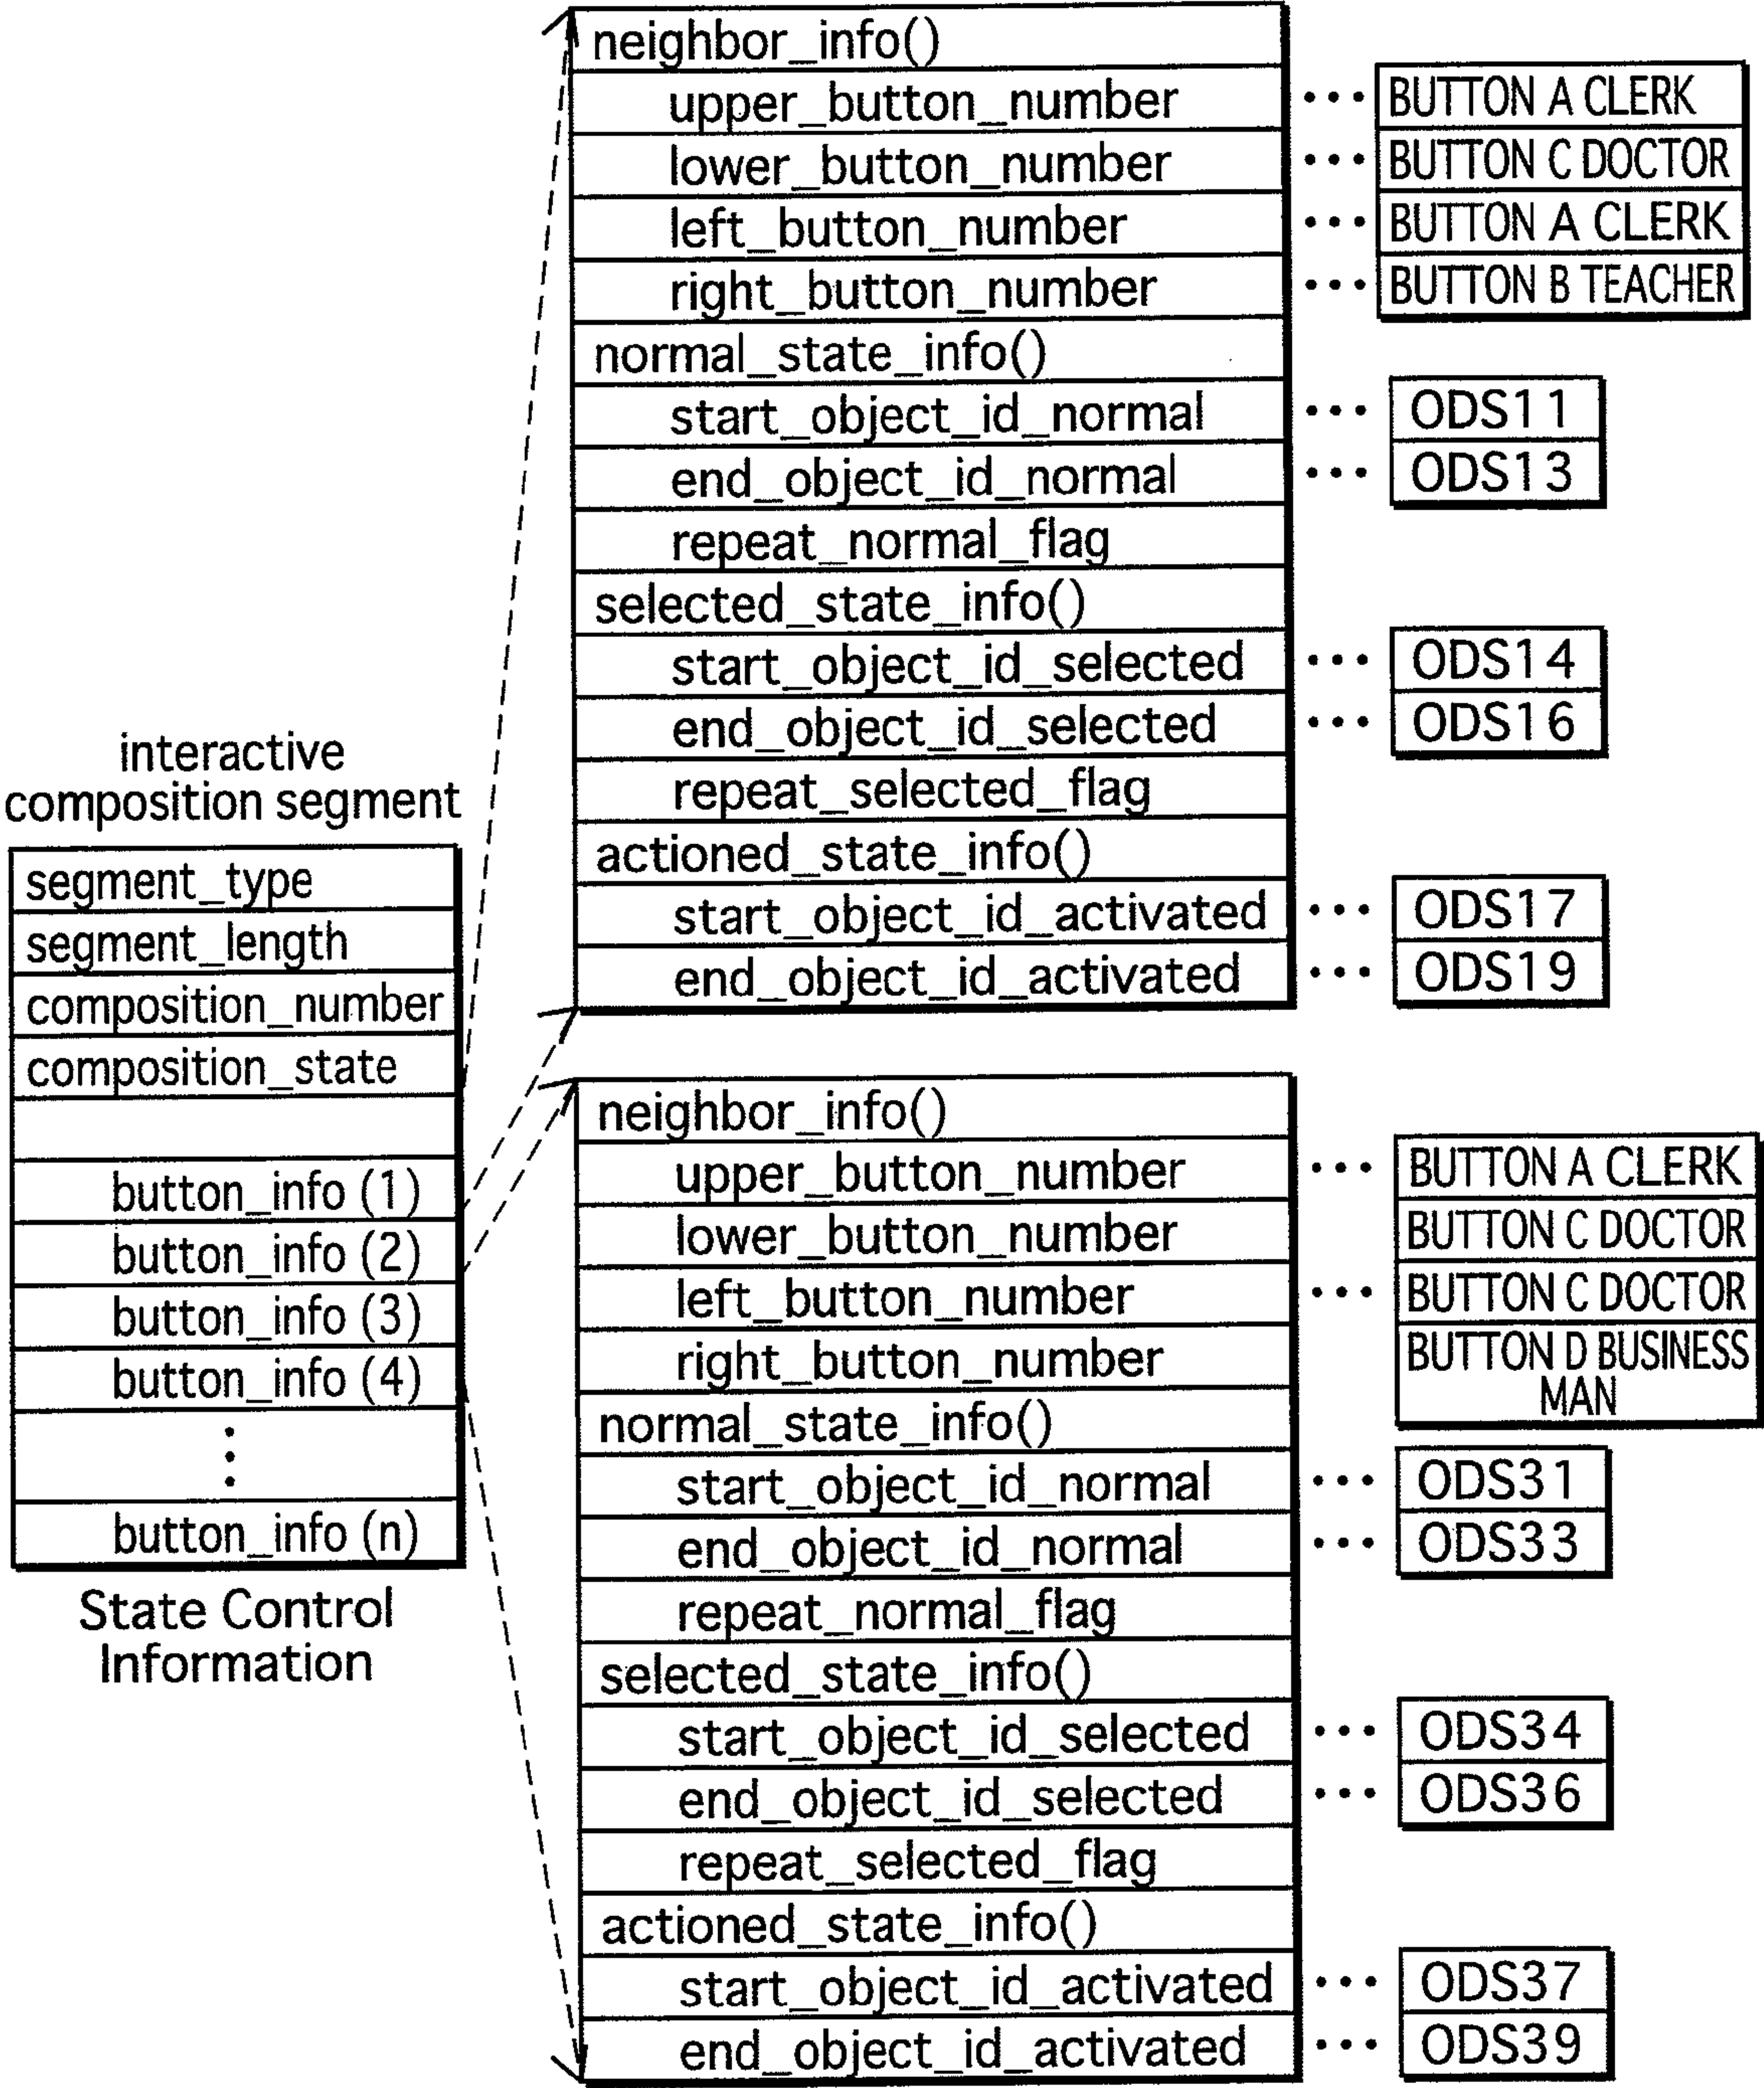 neighbor_info()
upper_button_number ••• BUTTON A CLERK
lower_button_number ••• BUTTON C DOCTOR
left_button_number ••• BUTTON A CLERK
right_button_number ••• BUTTON B TEACHER
normal_state_info()
start_object_id_normal ••• ODS11
end_object_id_normal ••• ODS13
repeat_normal_flag
selected_state_info()
start_object_id_selected ••• ODS14
end_object_id_selected ••• ODS16
repeat_selected_flag
actioned_state_info()
start_object_id_activated ••• ODS17
end_object_id_activated ••• ODS19
interactive
composition segment
segment_type
segment_length
composition_number
composition_state
button_info (1)
button_info (2)
button_info (3)
button_info (4)
⋮
button_info (n)
State Control
Information
neighbor_info()
upper_button_number ••• BUTTON A CLERK
lower_button_number BUTTON C DOCTOR
left_button_number ••• BUTTON C DOCTOR
right_button_number BUTTON D BUSINESS
MAN
normal_state_info()
start_object_id_normal ••• ODS31
end_object_id_normal ••• ODS33
repeat_normal_flag
selected_state_info()
start_object_id_selected ••• ODS34
end_object_id_selected ••• ODS36
repeat_selected_flag
actioned_state_info()
start_object_id_activated ••• ODS37
end_object_id_activated ••• ODS39